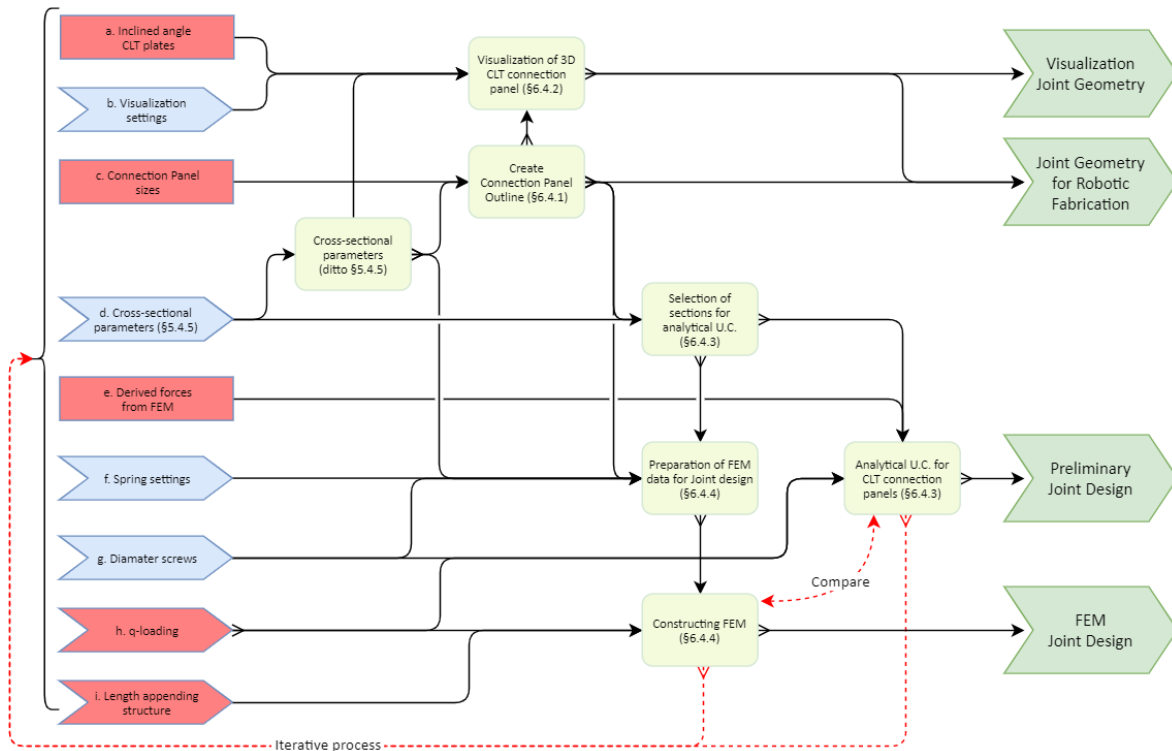 a. Inclined angle
CLT plates
b. Visualization
settings
c. Connection Panel
sizes
d. Cross-sectional
parameters (§5.4.5)
e. Derived forces
from FEM
f. Spring settings
g. Diamater screws
h. q-loading
i. Length appending
structure
Cross-sectional
parameters
(ditto §5.4.5)
Visualization of 3D
CLT connection
panel (§6.4.2)
Create
Connection Panel
Outline (§6.4.1)
Selection of
sections for
analytical U.C.
(§6.4.3)
Preparation of FEM
data for Joint design
(§6.4.4)
Constructing FEM
(§6.4.4)
Analytical U.C. for
CLT connection
panels (§6.4.3)
Compare
Iterative process
Visualization
Joint Geometry
Joint Geometry
for Robotic
Fabrication
Preliminary
Joint Design
FEM
Joint Design